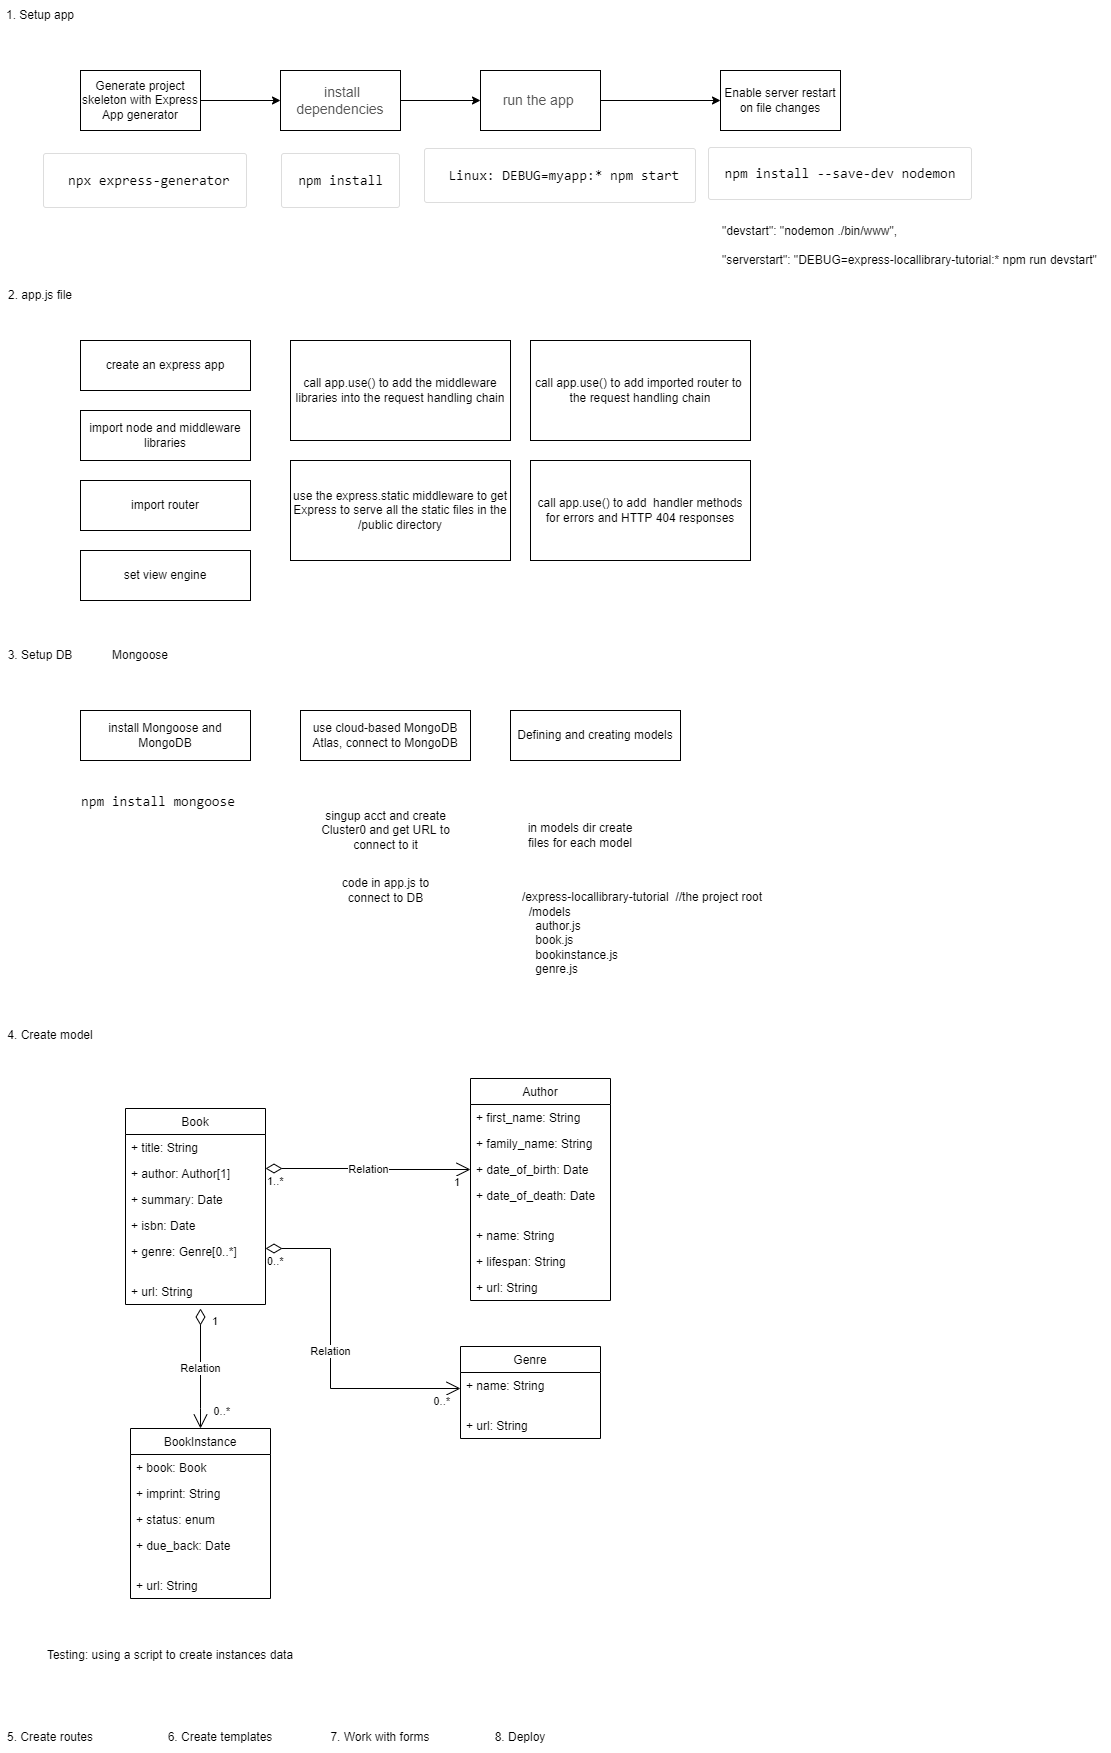 1. Setup app
Generate project
skeleton with Express
App generator
install
dependencies
run the app
Enable server restart
on file changes
npx express-generator
npm install
Linux: DEBUG=myapp:* npm start
npm install --save-dev nodemon
"devstart": "nodemon ./bin/www",
"serverstart": "DEBUG=express-locallibrary-tutorial:* npm run devstart"
2. app.js file
create an express app
import node and middleware
libraries
import router
set view engine
call app.use() to add the middleware
libraries into the request handling chain
use the express.static middleware to get
Express to serve all the static files in the
/public directory
call app.use() to add imported router to
the request handling chain
call app.use() to add  handler methods
for errors and HTTP 404 responses
3. Setup DB
Mongoose
install Mongoose and
MongoDB
use cloud-based MongoDB
Atlas, connect to MongoDB
Defining and creating models
npm install mongoose
singup acct and create
Cluster0 and get URL to
connect to it
code in app.js to
connect to DB
in models dir create
files for each model
/express-locallibrary-tutorial  //the project root
/models
author.js
book.js
bookinstance.js
genre.js
4. Create model
Book
+ title: String
+ author: Author[1]
+ summary: Date
+ isbn: Date
+ genre: Genre[0..*]
+ url: String
1..*
Relation
1
0..*
Relation
0..*
1
Relation
0..*
Author
+ first_name: String
+ family_name: String
+ date_of_birth: Date
+ date_of_death: Date
+ name: String
+ lifespan: String
+ url: String
Genre
+ name: String
+ url: String
BookInstance
+ book: Book
+ imprint: String
+ status: enum
+ due_back: Date
+ url: String
Testing: using a script to create instances data
5. Create routes
6. Create templates
7. Work with forms
8. Deploy